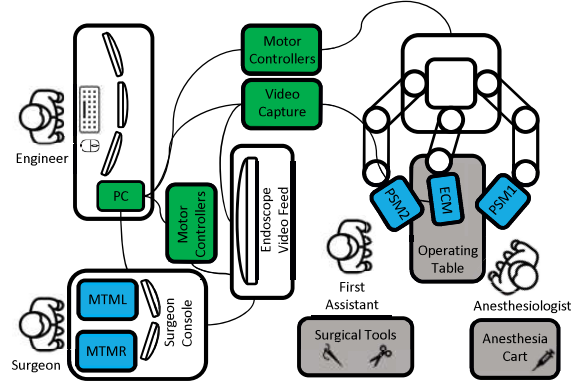 Motor
Controllers
Video
Capture
Engineer
PC
Motor
Controllers
Endoscope
Video Feed
PSM2
ECM
PSM1
Operating
Table
MTML
MTMR
Surgeon
Console
Surgeon
First
Assistant
Anesthesiologist
Surgical Tools
Anesthesia
Cart